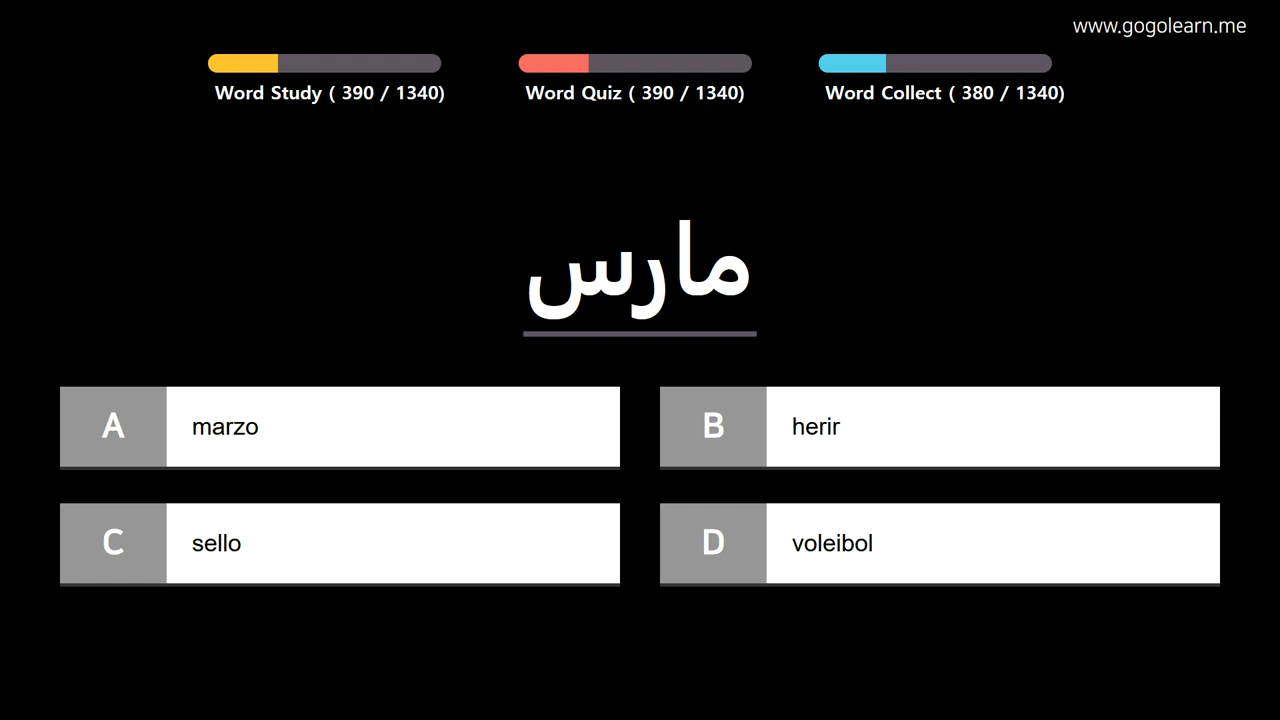 www.gogolearn.me
Word Study ( 390 / 1340)
Word Quiz ( 390 / 1340)
Word Collect ( 380 / 1340)
مارس
A
marzo
B
herir
C
sello
D
voleibol